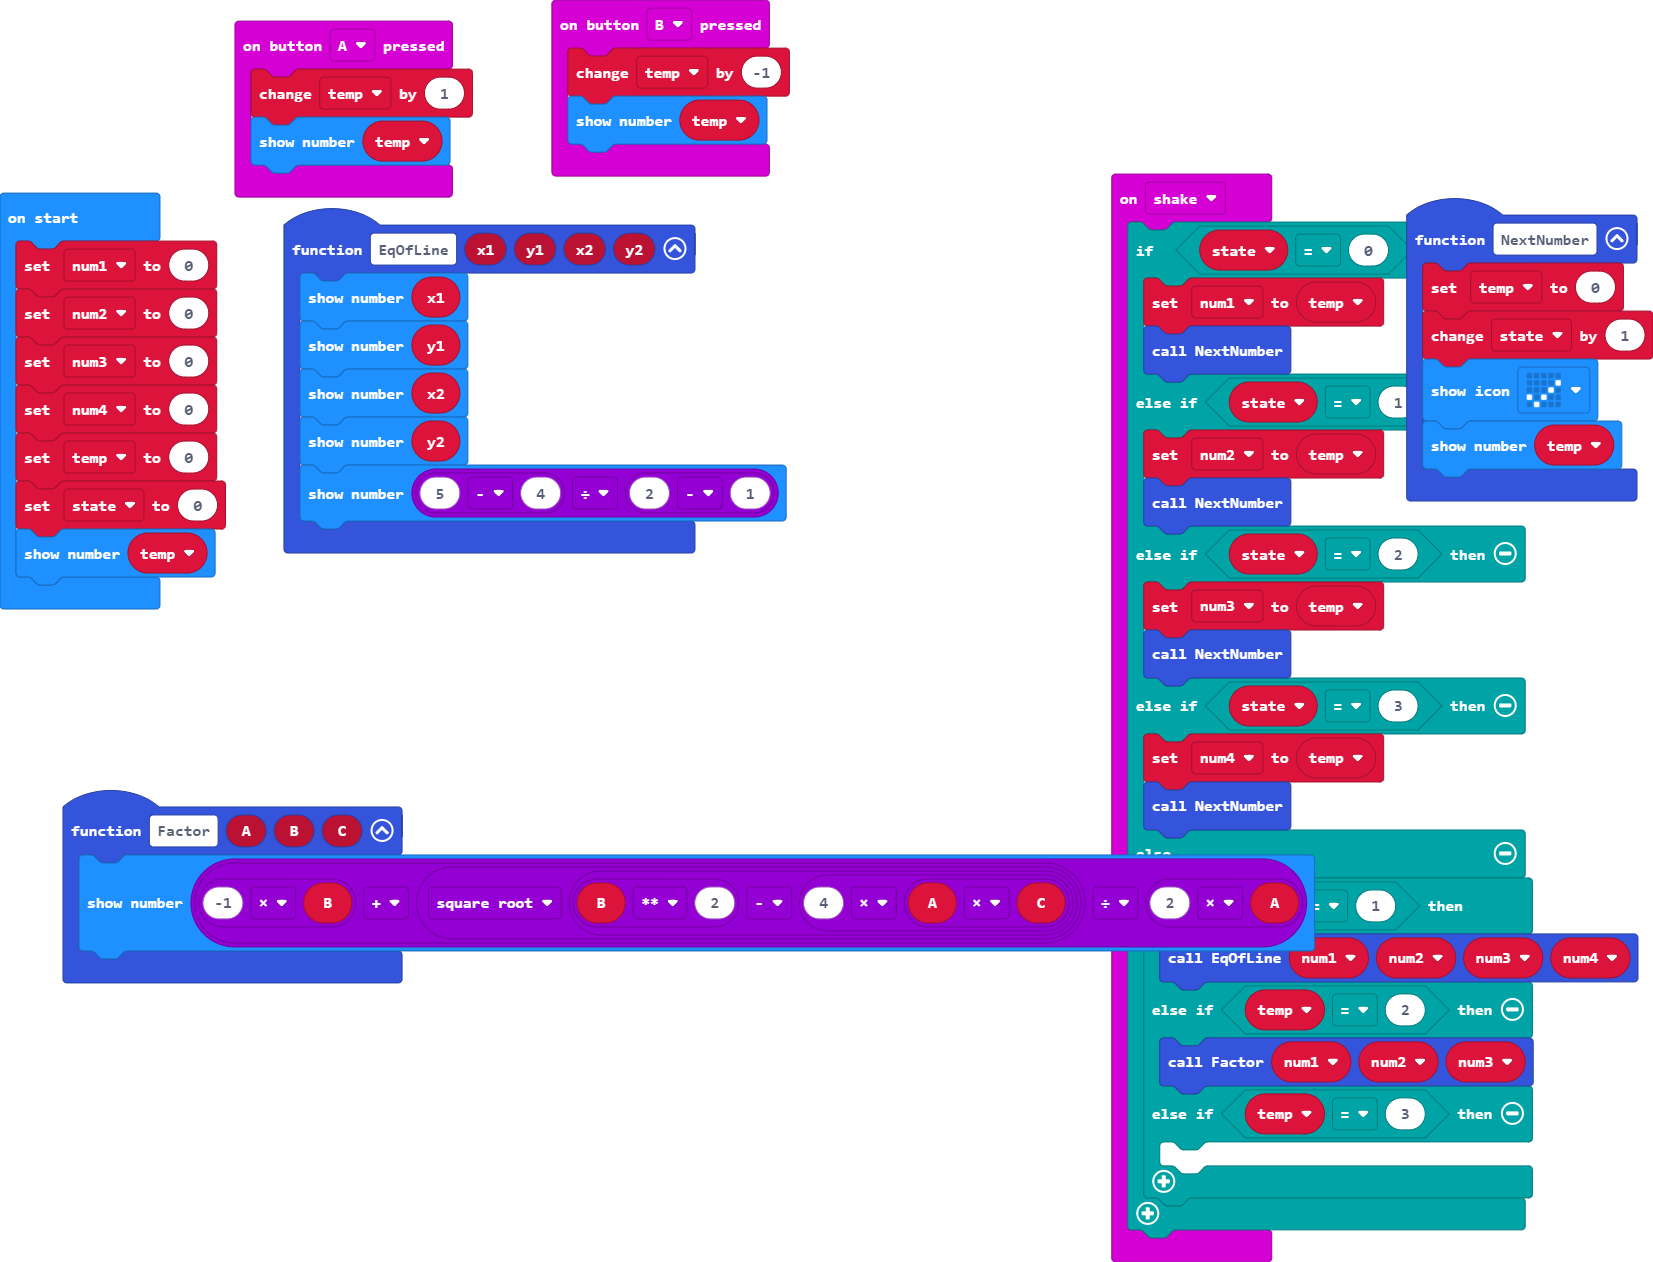 on button A pressed
change temp by 1
show number temp
on button B pressed
change temp by -1
show number temp
on start
set num1 to 0
set num2 to 0
set num3 to 0
set num4 to 0
set temp to 0
set state to 0
show number temp
function EqOfLine x1 y1 x2 y2
show number x1
show number y1
show number x2
show number y2
show number 5 - 4 ÷ 2 - 1
function Factor A B C
show number -1 × B + square root B ** 2 - 4 × A × C ÷ 2 × A
on shake
if state = 0
set num1 to temp
call NextNumber
else if state = 1
set num2 to temp
call NextNumber
else if state = 2 then
set num3 to temp
call NextNumber
else if state = 3 then
set num4 to temp
call NextNumber
= 1 then
call EqOfLine num1 num2 num3 num4
else if temp = 2 then
call Factor num1 num2 num3
else if temp = 3 then
function NextNumber
set temp to 0
change state by 1
show icon
show number temp